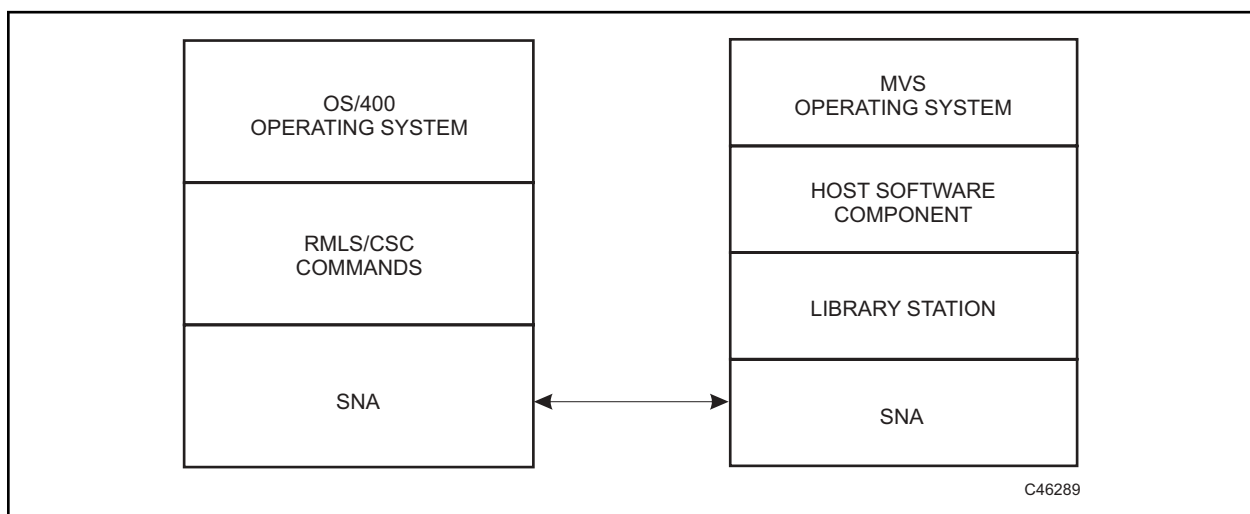 OS/400
OPERATING SYSTEM
RMLS/CSC
COMMANDS
SNA
MVS
OPERATING SYSTEM
HOST SOFTWARE
COMPONENT
LIBRARY STATION
SNA
C46289